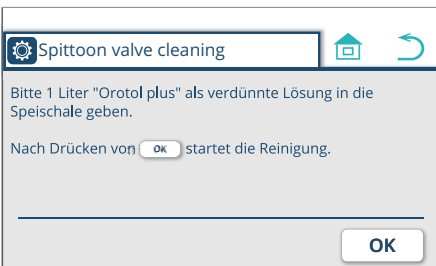 Spittoon valve cleaning
Bitte 1 Liter "Orotol plus" als verdünnte Lösung in die
Speischale geben.
Nach Drücken von OK startet die Reinigung.
OK